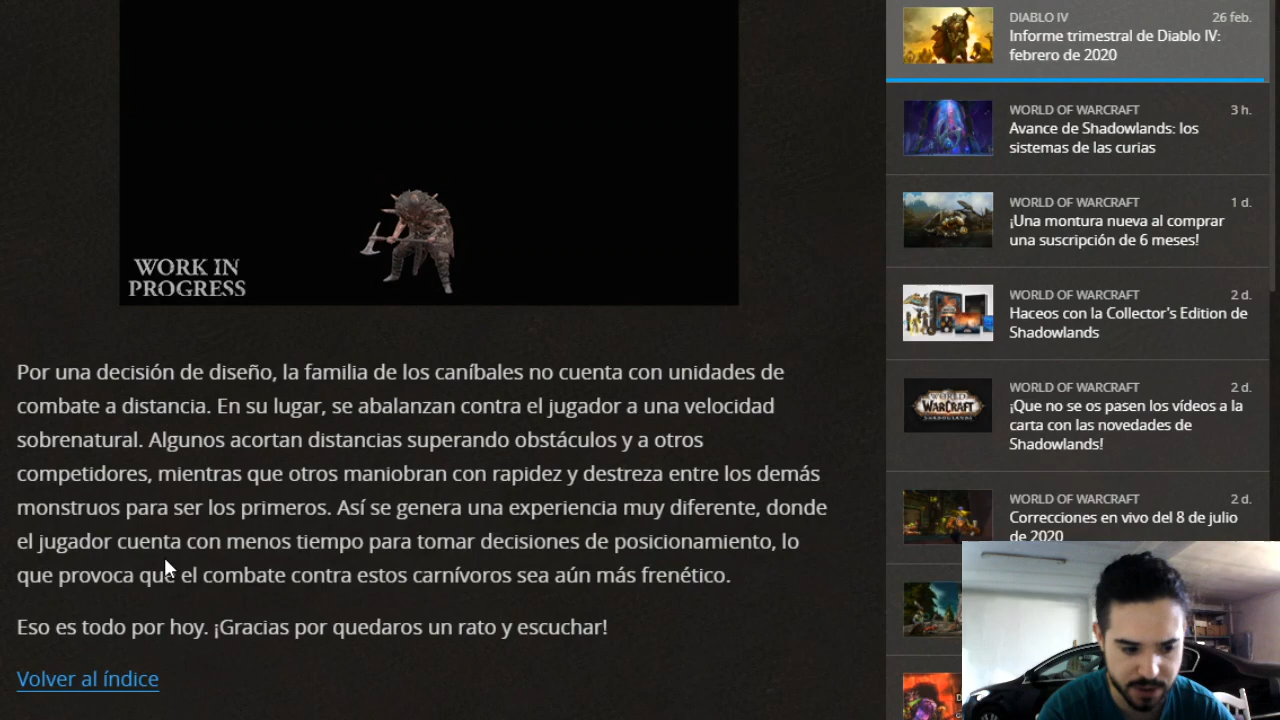 WORK IN
PROGRESS
Por una decisión de diseño, la familia de los caníbales no cuenta con unidades de
combate a distancia. En su lugar, se abalanzan contra el jugador a una velocidad
sobrenatural. Algunos acortan distancias superando obstáculos y a otros
competidores, mientras que otros maniobran con rapidez y destreza entre los demás
monstruos para ser los primeros. Así se genera una experiencia muy diferente, donde
el jugador cuenta con menos tiempo para tomar decisiones de posicionamiento, lo
que provoca que el combate contra estos carnívoros sea aún más frenético.
Eso es todo por hoy. ¡Gracias por quedaros un rato y escuchar!
Volver al índice
DIABLO IV 26 feb.
Informe trimestral de Diablo IV:
febrero de 2020
WORLD OF WARCRAFT 3 h.
Avance de Shadowlands: los
sistemas de las curias
WORLD OF WARCRAFT 1 d.
¡Una montura nueva al comprar
una suscripción de 6 meses!
WORLD OF WARCRAFT 2 d.
Haceos con la Collector's Edition de
Shadowlands
WORLD OF WARCRAFT 2 d.
¡Que no se os pasen los vídeos a la
carta con las novedades de
Shadowlands!
WORLD
WARCRAFT
WORLD OF WARCRAFT 2 d.
Correcciones en vivo del 8 de julio
de 2020